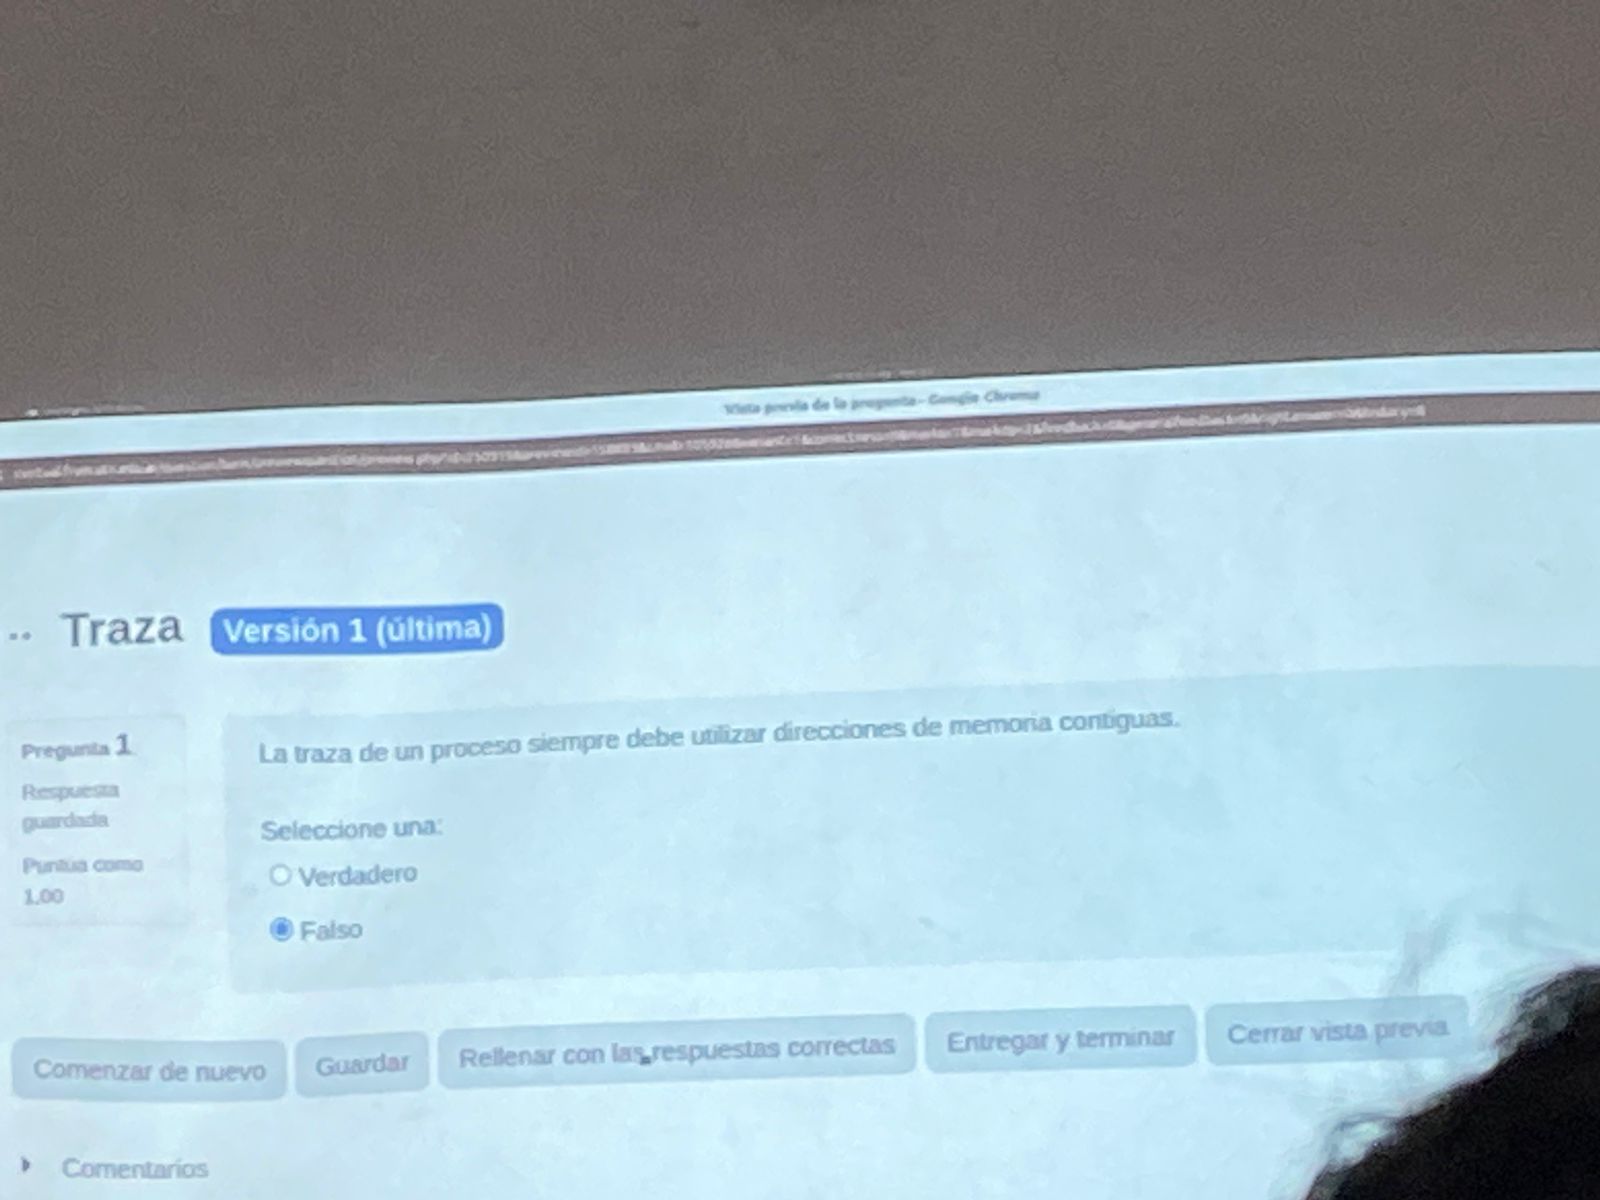 Vista previa de la pregunta - Google Chrome
Traza Versión 1 (última)
Pregunta 1
Respuesta
guardada
Puntúa como
1.00
La traza de un proceso siempre debe utilizar direcciones de memoria contiguas.
Seleccione una:
Verdadero
Falso
Comenzar de nuevo Guardar Rellenar con las respuestas correctas Entregar y terminar Cerrar vista previa
Comentarios